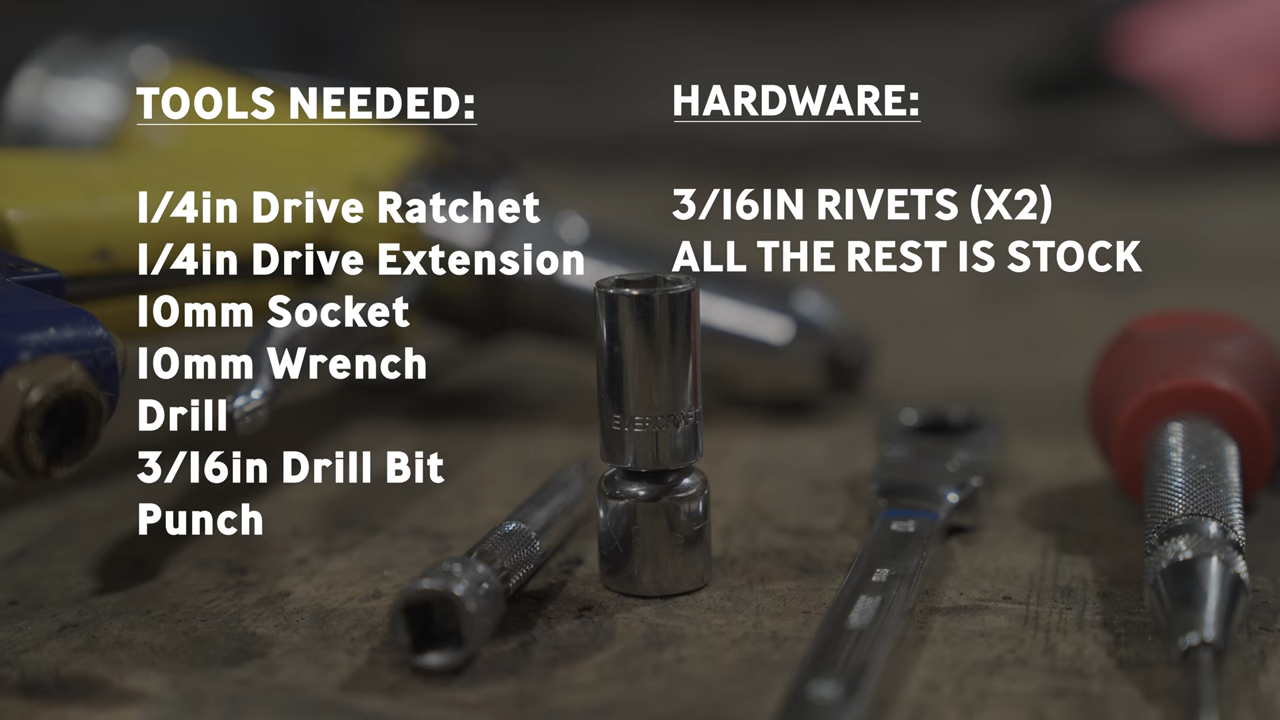 TOOLS NEEDED:
1/4in Drive Ratchet
1/4in Drive Extension
10mm Socket
10mm Wrench
Drill
3/16in Drill Bit
Punch
HARDWARE:
3/16IN RIVETS (X2)
ALL THE REST IS STOCK